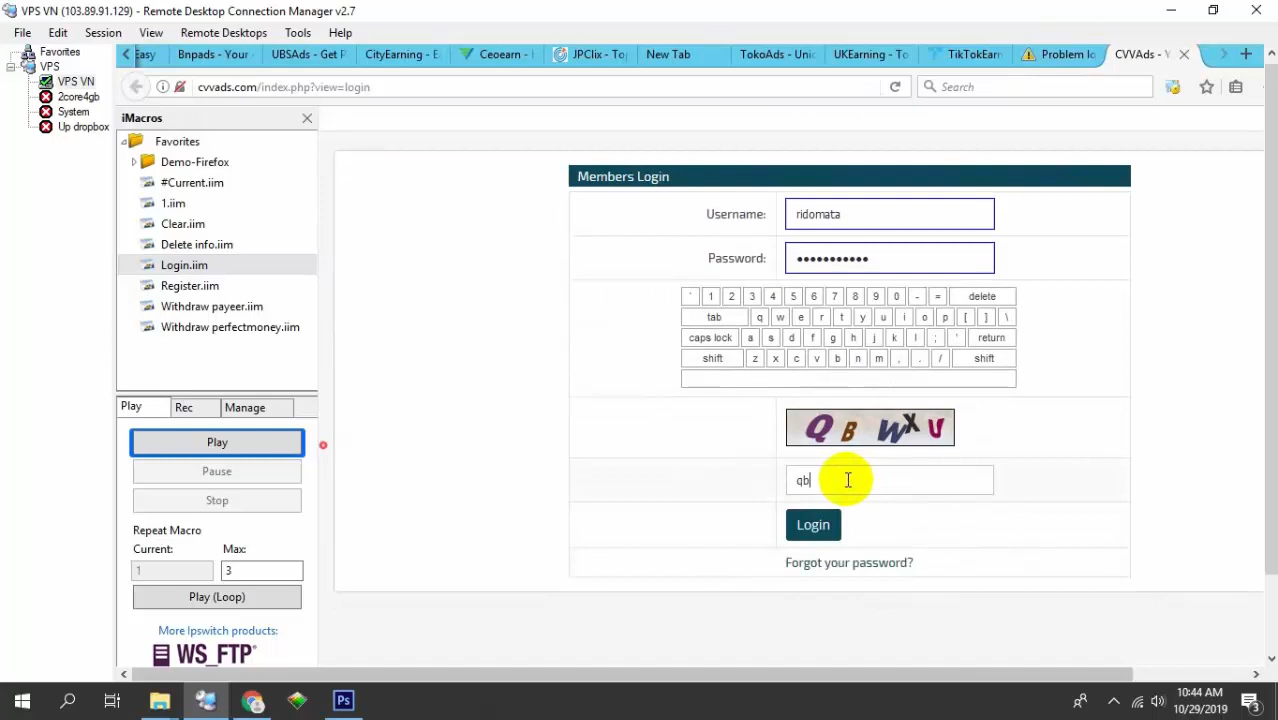 VPS VN (103.89.91.129) - Remote Desktop Connection Manager v2.7
File Edit Session View Remote Desktops Tools Help
Favorites
VPS
VPS VN
2core4gb
System
Up dropbox
Easy Bnpads - Your UBSAds - Get P CityEarning - E Ceoearn - JPClix - To New Tab TokoAds - Unic UKEarning - To TikTokEarn Problem lo CVVAds - Y
cvvads.com/index.php?view=login
Search
iMacros
Favorites
Demo-Firefox
#Current.iim
1.iim
Clear.iim
Delete info.iim
Login.iim
Register.iim
Withdraw payeer.iim
Withdraw perfectmoney.iim
Play Rec Manage
Play
Pause
Stop
Repeat Macro
Current: Max:
1 3
Play (Loop)
More Ipswitch products:
WS_FTP®
Members Login
Username: ridomata
Password: •••••••••••
` 1 2 3 4 5 6 7 8 9 0 - = delete
tab q w e r t y u i o p [ ] \
caps lock a s d f g h j k l ; ' return
shift z x c v b n m , . / shift
Q B W X U
qb
Login
Forgot your password?
Ps
10:44 AM
10/29/2019
3